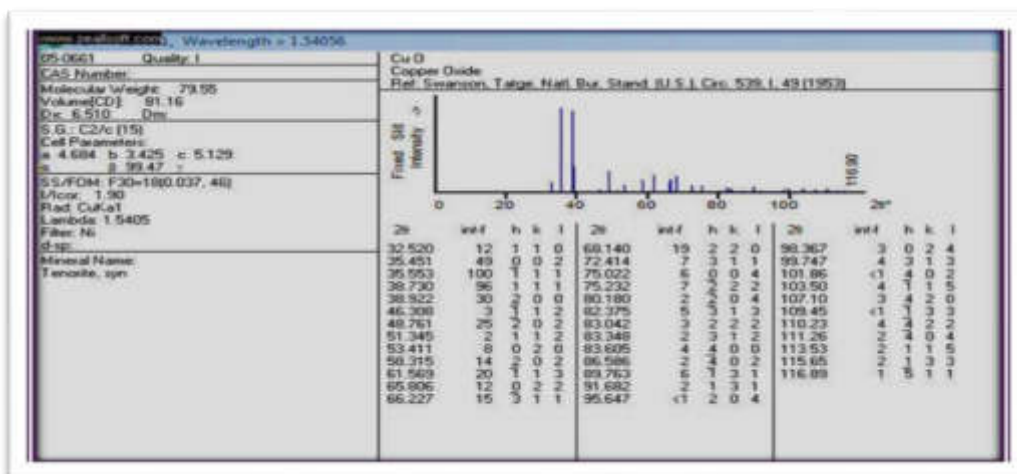 www.zeallsoft.com, Wavelength = 1.54056
05-0661 Quality: I
CAS Number:
Molecular Weight: 79.55
Volume[CD]: 81.16
Dx: 6.510 Dm:
S.G.: C2/c (15)
Cell Parameters:
a 4.684 b 3.425 c 5.129
β 99.47
SS/FOM: F30=18(0.037, 46)
I/Icor: 1.90
Rad: CuKa1
Lambda: 1.5405
Filter: Ni
d-sp:
Mineral Name:
Tenorite, syn
Cu O
Copper Oxide
Ref: Swanson, Tatge, Natl. Bur. Stand. (U.S.), Circ. 539, I, 49 (1953)
Fixed Slit
Intensity ->
116.90
0 20 40 60 80 100 2θ°
2θ int-f h k l
32.520 12 1 1 0
35.451 49 0 0 2
35.553 100 1 1 1
38.730 96 1 1 1
38.922 30 2 0 0
46.308 3 1 1 2
48.761 25 2 0 2
51.345 2 1 1 2
53.411 8 0 2 0
58.315 14 2 0 2
61.569 20 1 1 3
65.806 12 0 2 2
66.227 15 3 1 1
2θ int-f h k l
68.140 19 2 2 0
72.414 7 3 1 1
75.022 6 0 0 4
75.232 7 2 2 2
80.180 2 2 0 4
82.375 5 3 1 3
83.042 3 2 2 2
83.348 2 3 1 2
83.605 4 4 0 0
86.586 2 4 0 2
89.763 6 1 3 1
91.682 2 1 3 1
95.647 <1 2 0 4
2θ int-f h k l
98.367 3 0 2 4
99.747 4 3 1 3
101.86 <1 4 0 2
103.50 4 1 1 5
107.10 3 4 2 0
109.45 <1 1 3 3
110.23 4 4 2 2
111.26 2 4 0 4
113.53 2 1 1 5
115.65 2 1 3 3
116.89 1 5 1 1